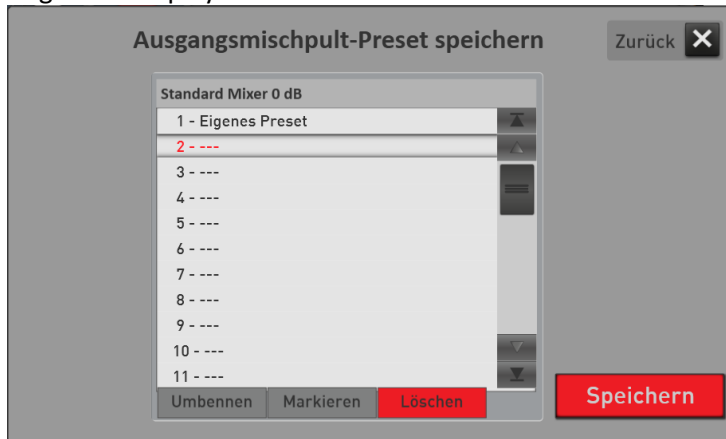 Ausgangsmischpult-Preset speichern
Zurück
Standard Mixer 0 dB
1 - Eigenes Preset
2 - ---
3 - ---
4 - ---
5 - ---
6 - ---
7 - ---
8 - ---
9 - ---
10 - ---
11 - ---
Umbennen Markieren Löschen
Speichern